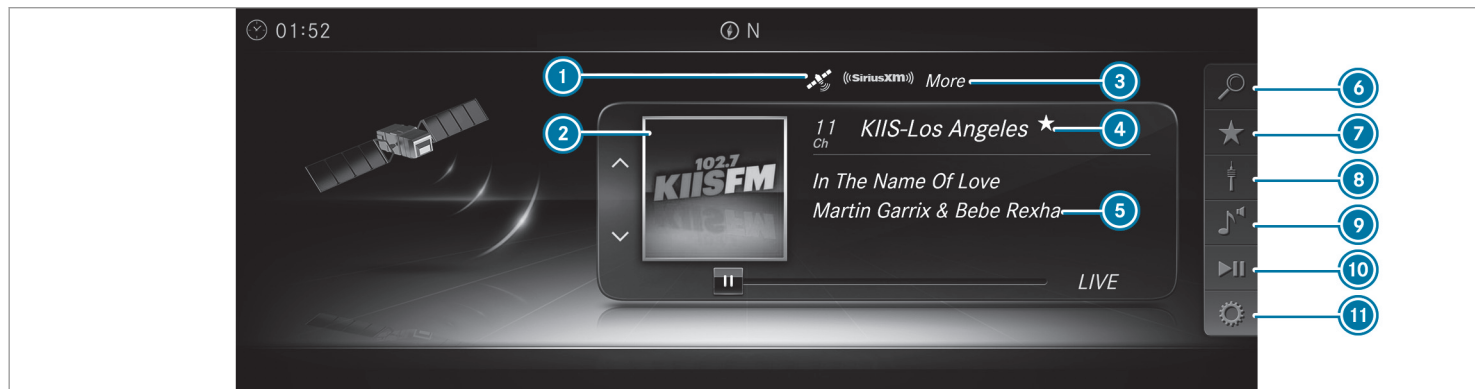 01:52
N
1
((SiriusXM))
More
3
6
2
11
Ch
KIIS-Los Angeles
4
7
102.7
KIISFM
In The Name Of Love
Martin Garrix & Bebe Rexha
5
8
9
LIVE
10
11